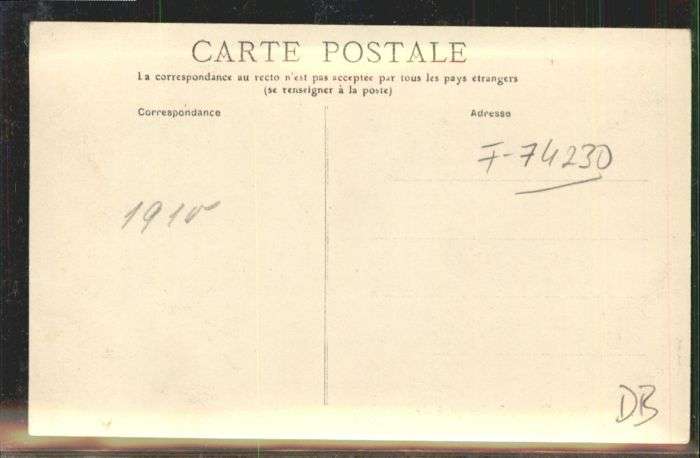 CARTE POSTALE
La correspondance au recto n'est pas acceptée par tous les pays étrangers
(se renseigner à la poste)
Correspondance
Adresse
F-74230
1910
DB